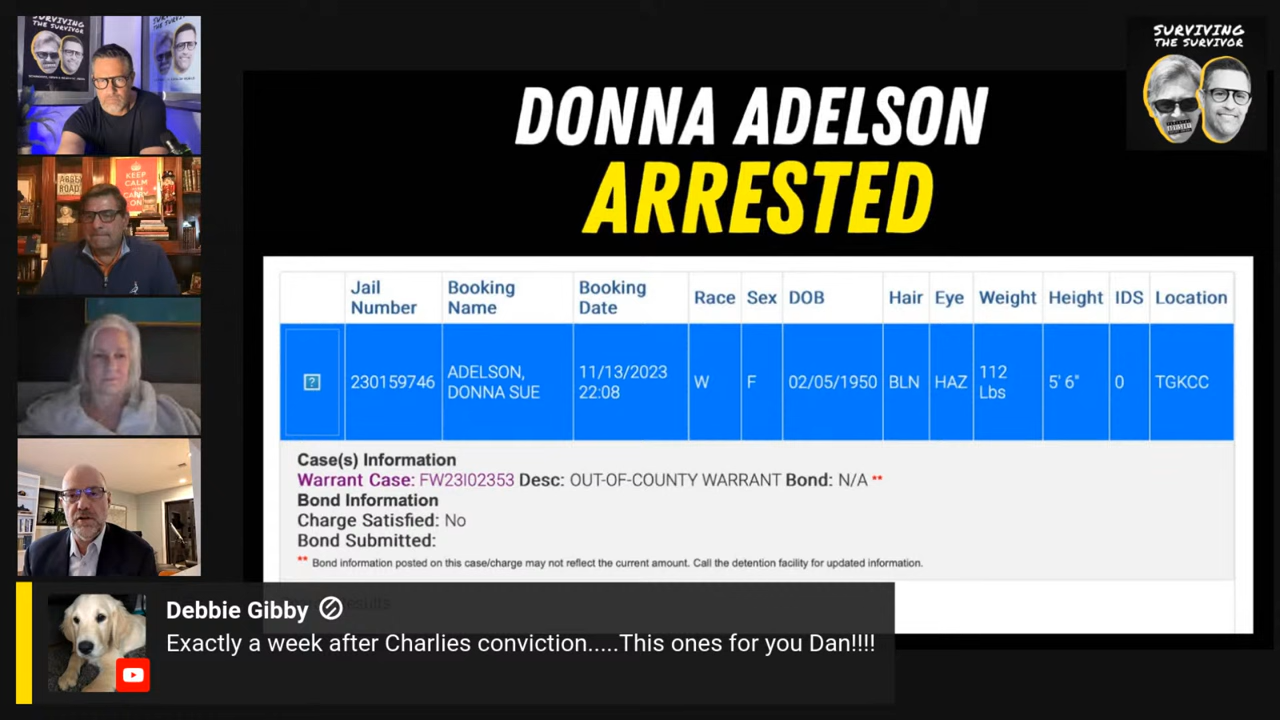 SURVIVING
THE SURVIVOR
DONNA ADELSON
ARRESTED
ABBEY
ROAD
KEEP
CALM
AND
CARRY
ON
Jail Number
Booking Name
Booking Date
Race
Sex
DOB
Hair
Eye
Weight
Height
IDS
Location
?
230159746
ADELSON,
DONNA SUE
11/13/2023
22:08
W
F
02/05/1950
BLN
HAZ
112
Lbs
5' 6"
0
TGKCC
Case(s) Information
Warrant Case: FW23I02353 Desc: OUT-OF-COUNTY WARRANT Bond: N/A **
Bond Information
Charge Satisfied: No
Bond Submitted:
** Bond information posted on this case/charge may not reflect the current amount. Call the detention facility for updated information.
Debbie Gibby
Exactly a week after Charlies conviction.....This ones for you Dan!!!!